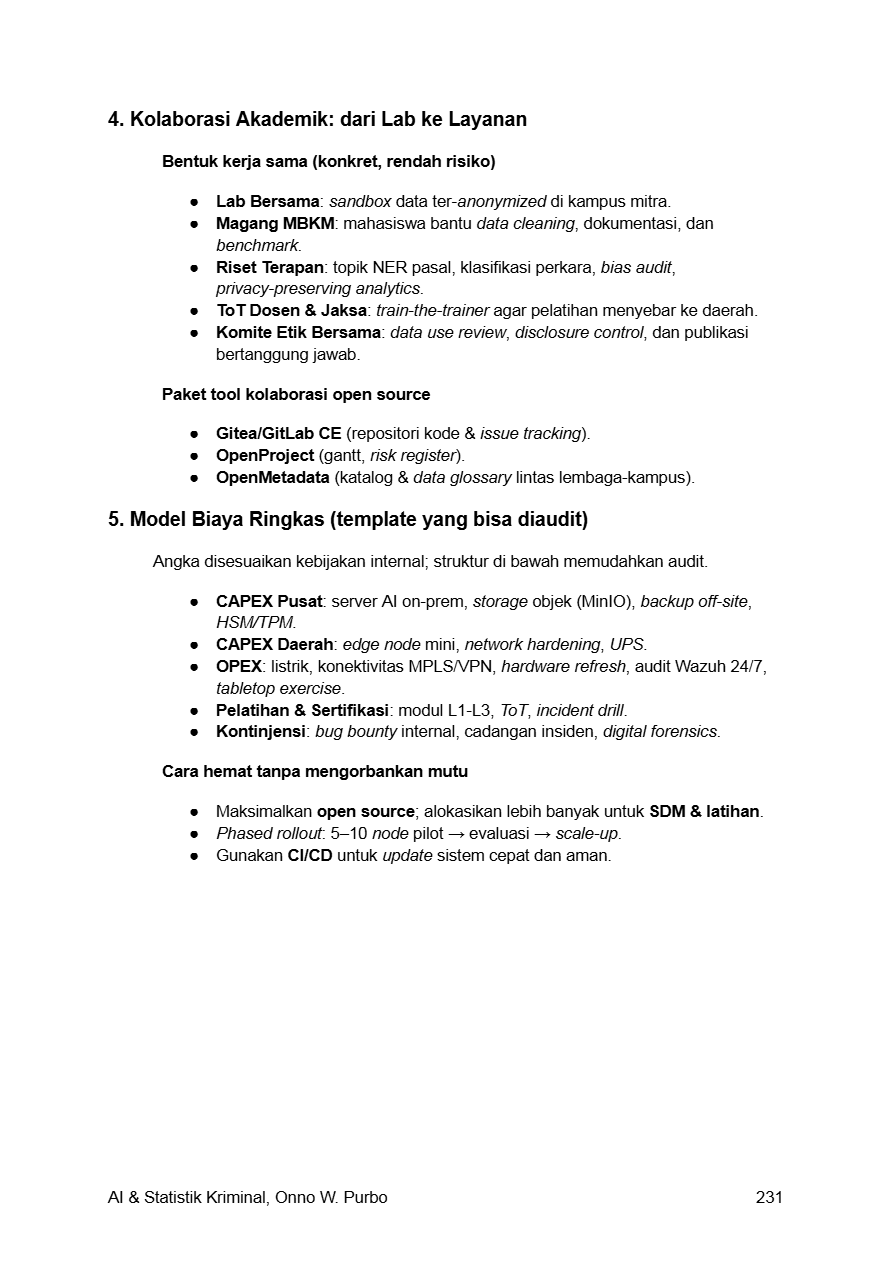 4. Kolaborasi Akademik: dari Lab ke Layanan
Bentuk kerja sama (konkret, rendah risiko)
● Lab Bersama: sandbox data ter-anonymized di kampus mitra.
● Magang MBKM: mahasiswa bantu data cleaning, dokumentasi, dan
benchmark.
● Riset Terapan: topik NER pasal, klasifikasi perkara, bias audit,
privacy-preserving analytics.
● ToT Dosen & Jaksa: train-the-trainer agar pelatihan menyebar ke daerah.
● Komite Etik Bersama: data use review, disclosure control, dan publikasi
bertanggung jawab.
Paket tool kolaborasi open source
● Gitea/GitLab CE (repositori kode & issue tracking).
● OpenProject (gantt, risk register).
● OpenMetadata (katalog & data glossary lintas lembaga-kampus).
5. Model Biaya Ringkas (template yang bisa diaudit)
Angka disesuaikan kebijakan internal; struktur di bawah memudahkan audit.
● CAPEX Pusat: server AI on-prem, storage objek (MinIO), backup off-site,
HSM/TPM.
● CAPEX Daerah: edge node mini, network hardening, UPS.
● OPEX: listrik, konektivitas MPLS/VPN, hardware refresh, audit Wazuh 24/7,
tabletop exercise.
● Pelatihan & Sertifikasi: modul L1-L3, ToT, incident drill.
● Kontinjensi: bug bounty internal, cadangan insiden, digital forensics.
Cara hemat tanpa mengorbankan mutu
● Maksimalkan open source; alokasikan lebih banyak untuk SDM & latihan.
● Phased rollout: 5–10 node pilot → evaluasi → scale-up.
● Gunakan CI/CD untuk update sistem cepat dan aman.
AI & Statistik Kriminal, Onno W. Purbo 231